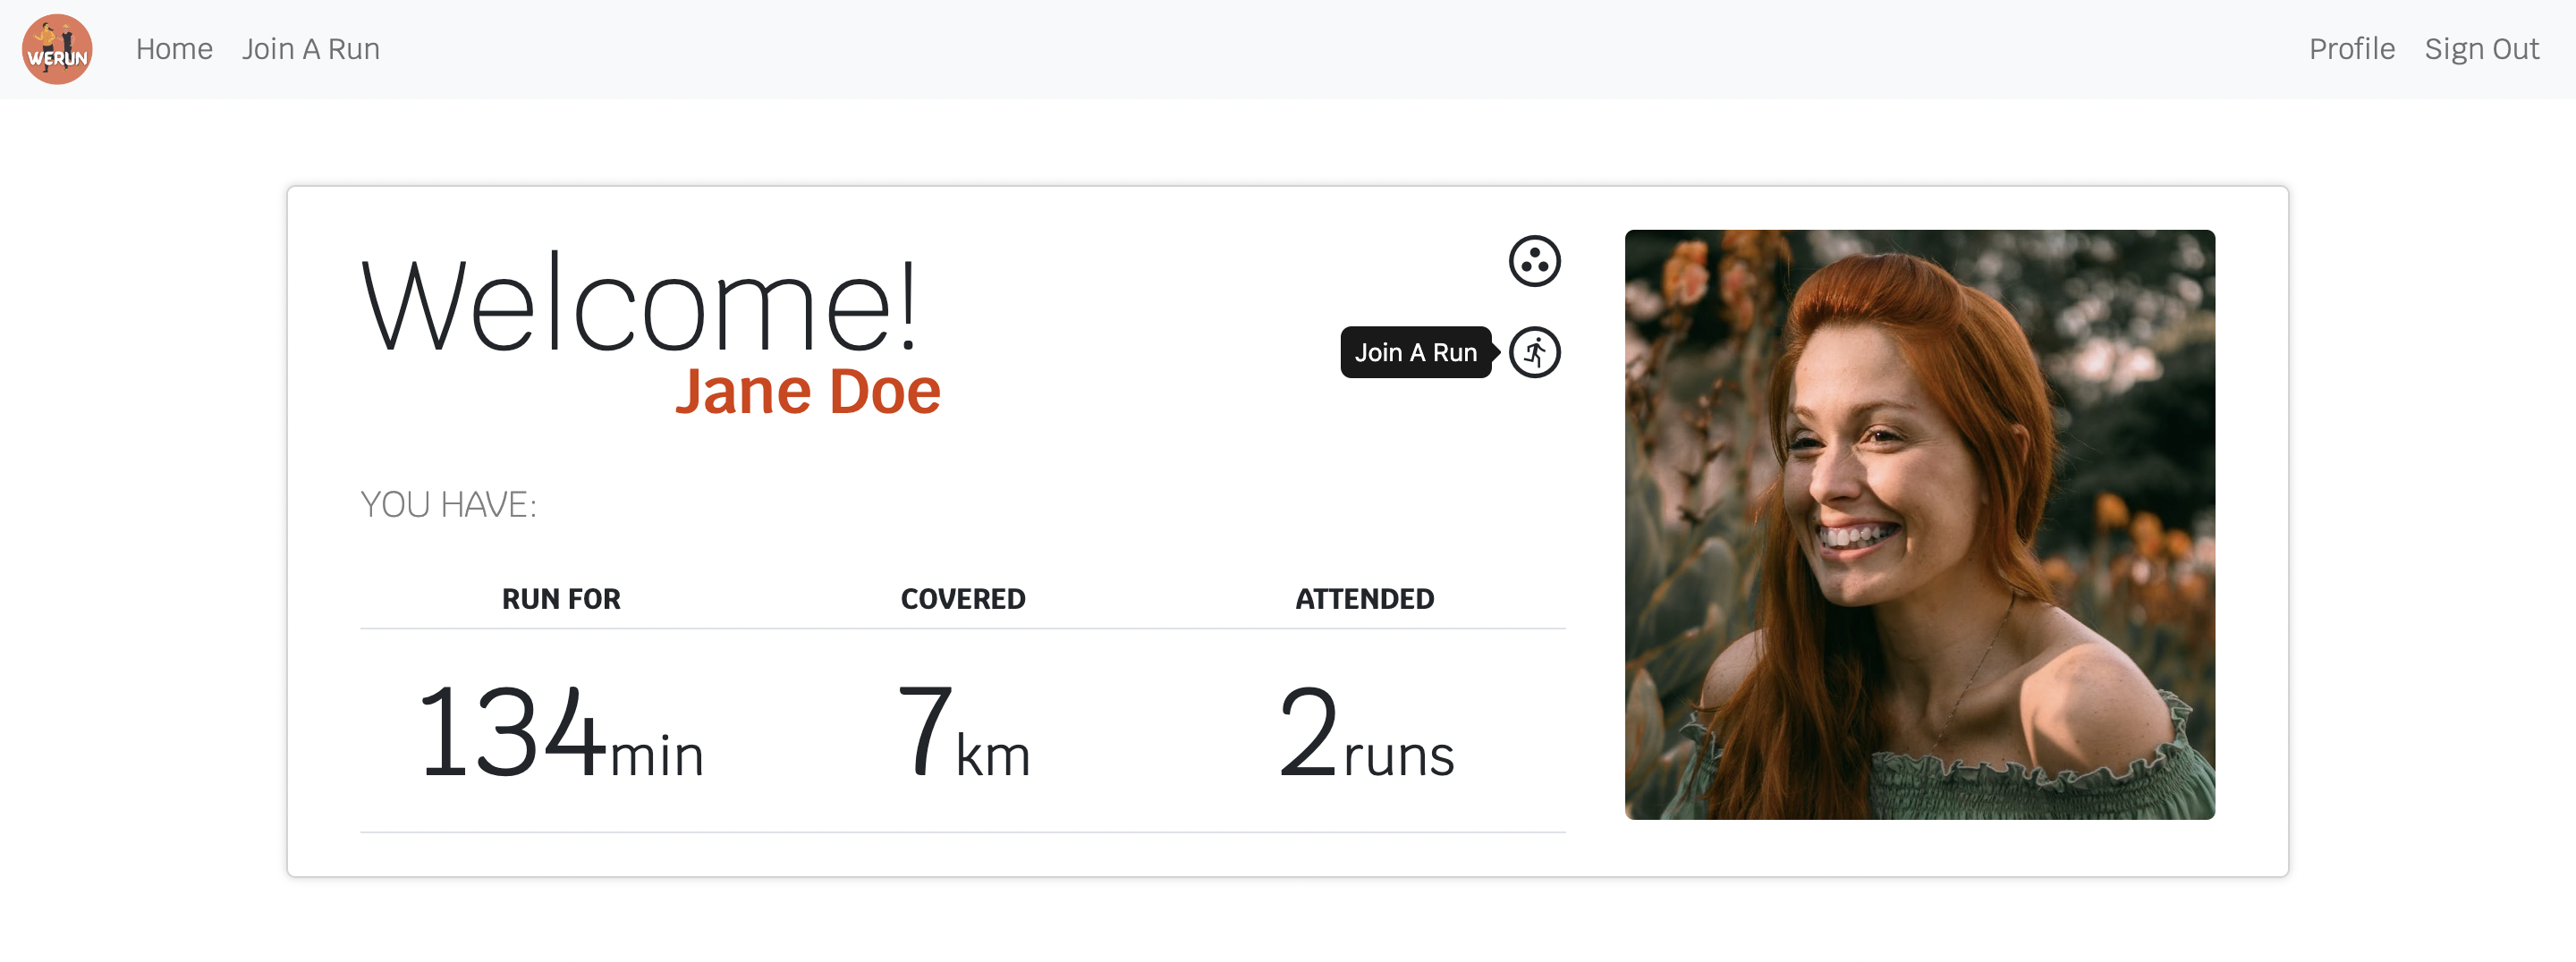 WERUN
Home Join A Run Profile Sign Out
Welcome!
Jane Doe
Join A Run
YOU HAVE:
RUN FOR COVERED ATTENDED
134min 7km 2runs